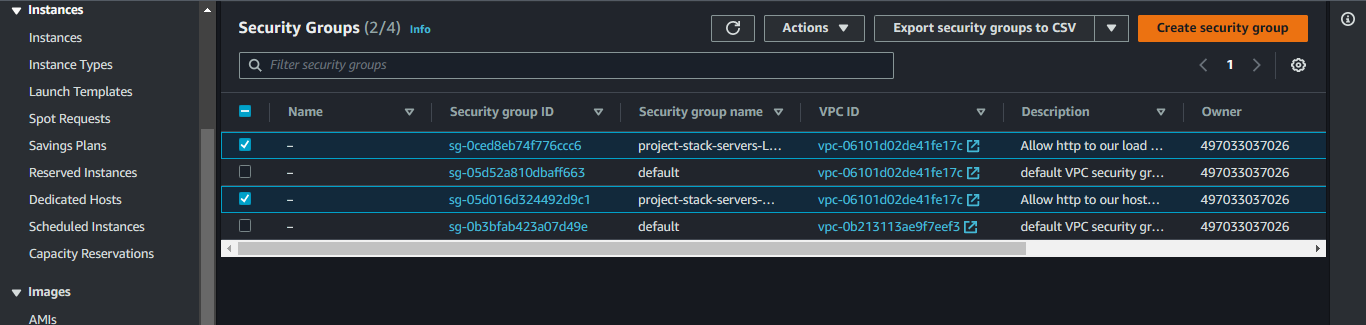 Instances
Instances
Instance Types
Launch Templates
Spot Requests
Savings Plans
Reserved Instances
Dedicated Hosts
Scheduled Instances
Capacity Reservations
Images
AMIs
Security Groups (2/4) Info
Actions
Export security groups to CSV
Create security group
Filter security groups
1
Name Security group ID Security group name VPC ID Description Owner
– sg-0ced8eb74f776ccc6 project-stack-servers-L... vpc-06101d02de41fe17c Allow http to our load ... 497033037026
– sg-05d52a810dbaff663 default vpc-06101d02de41fe17c default VPC security gr... 497033037026
– sg-05d016d324492d9c1 project-stack-servers-... vpc-06101d02de41fe17c Allow http to our host... 497033037026
– sg-0b3bfab423a07d49e default vpc-0b213113ae9f7eef3 default VPC security gr... 497033037026